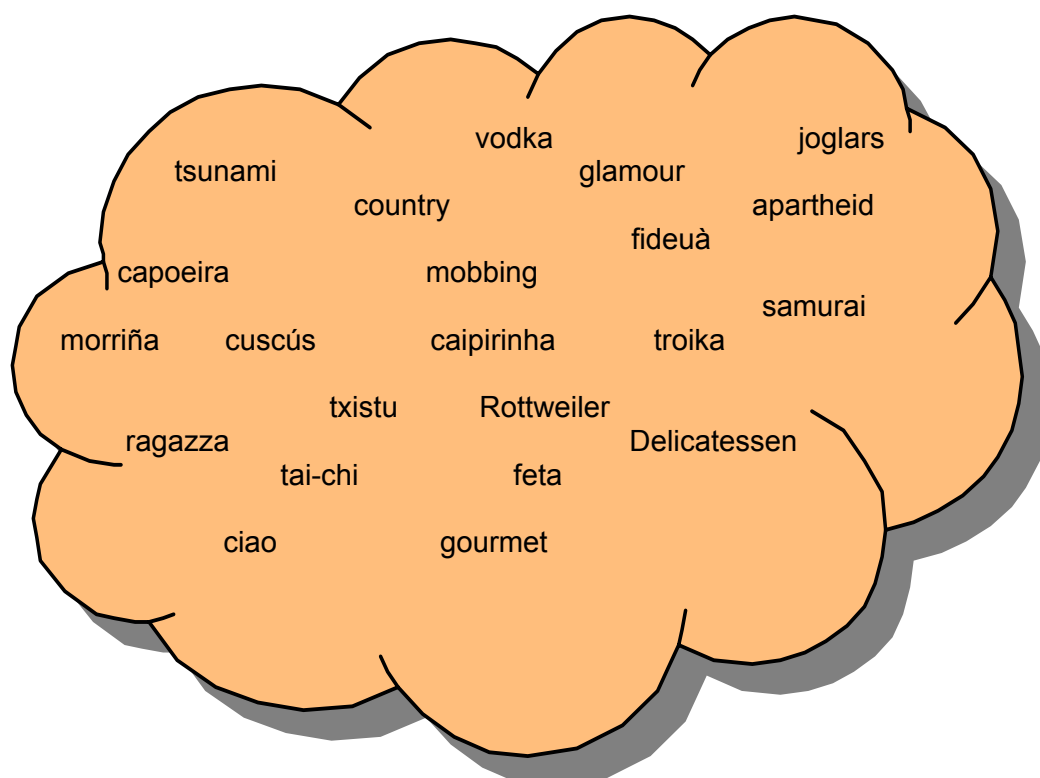 vodka joglars
tsunami glamour
country apartheid
fideuà
capoeira mobbing
samurai
morriña cuscús caipirinha troika
txistu Rottweiler
ragazza Delicatessen
tai-chi feta
ciao gourmet